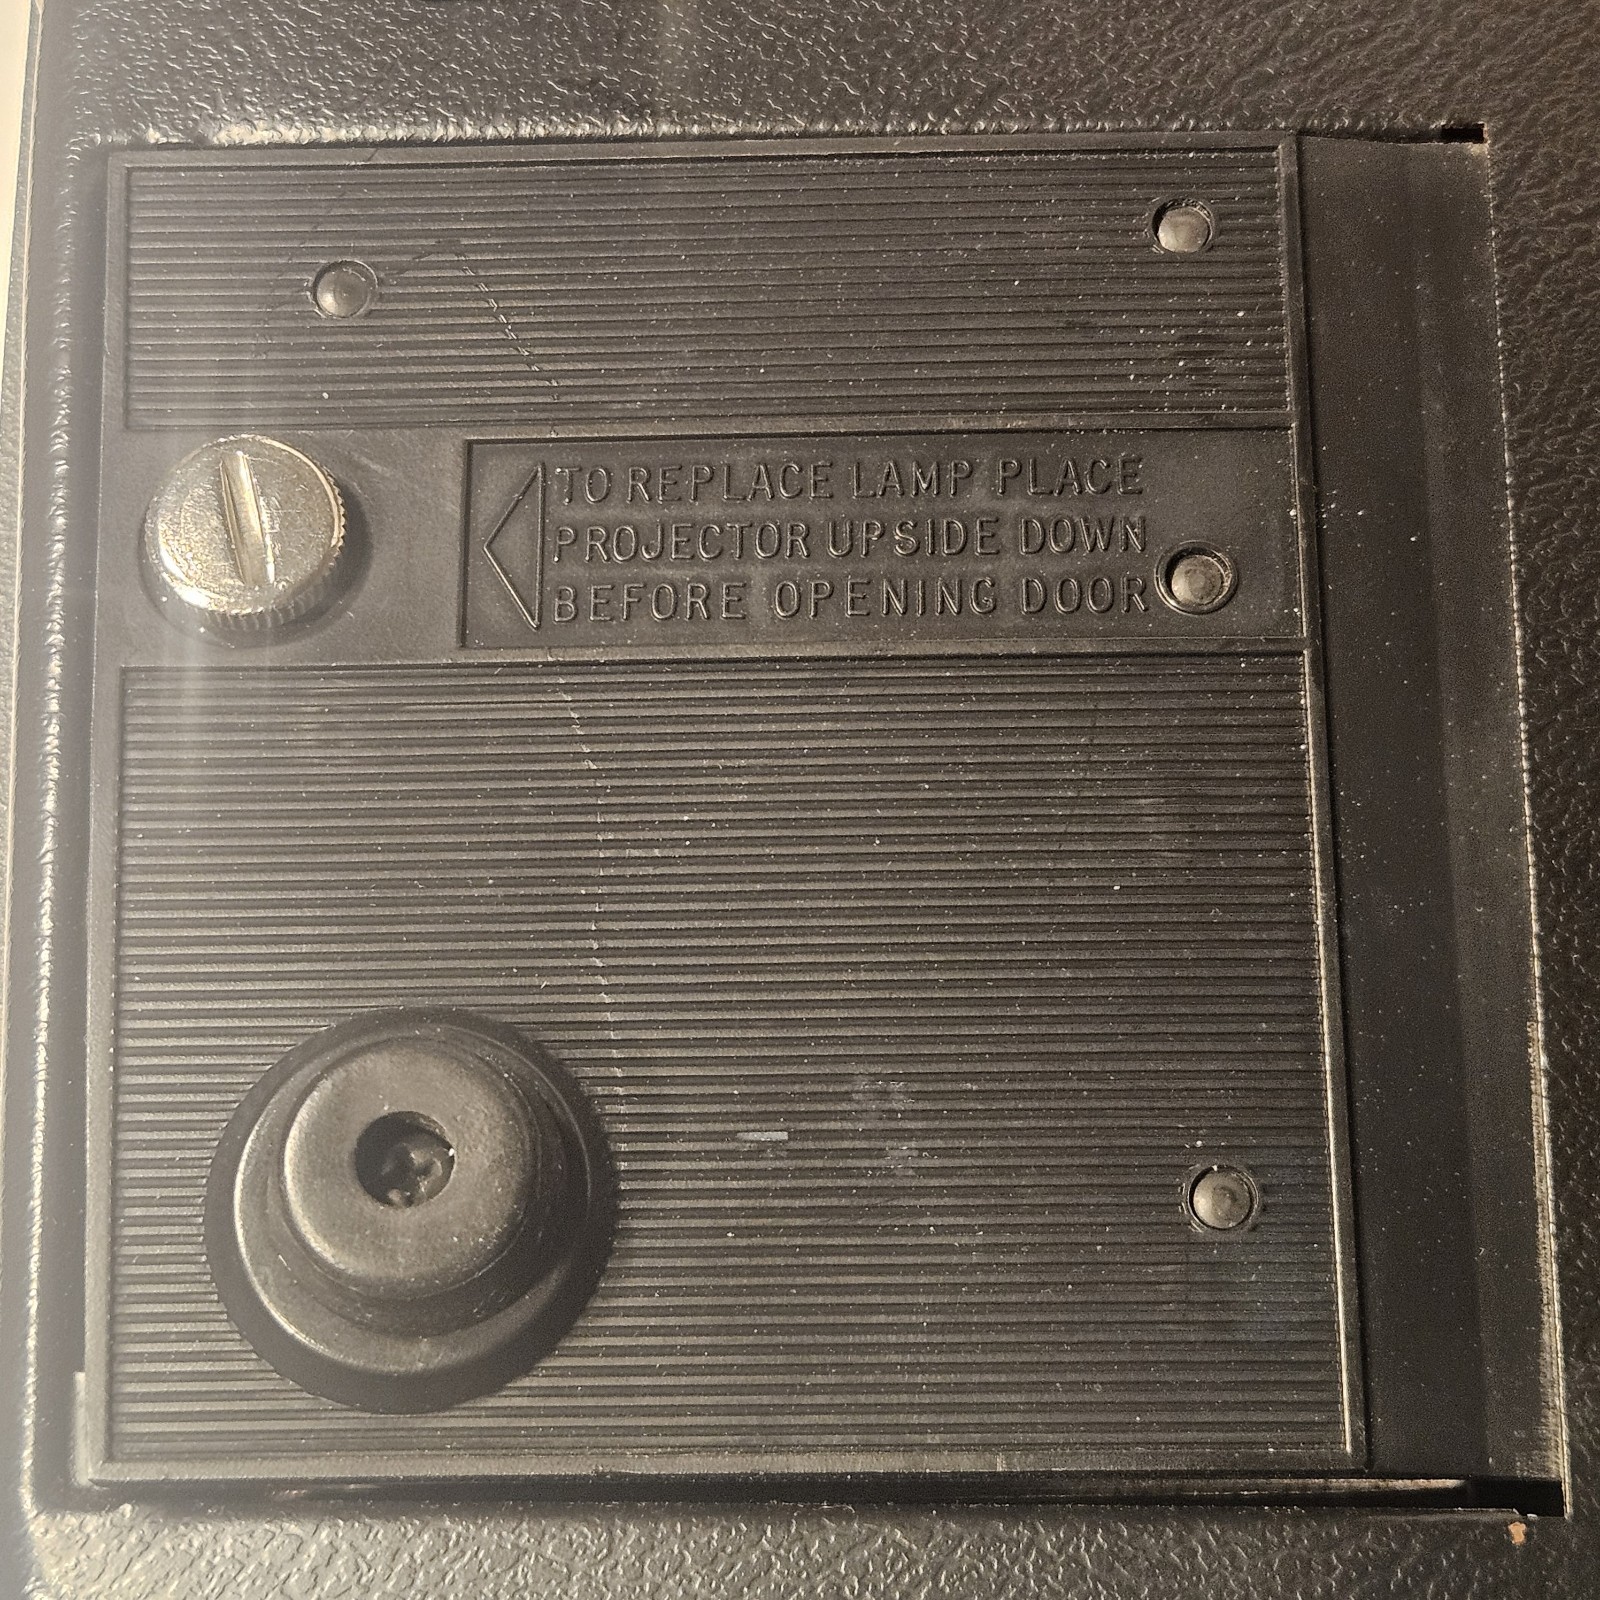 TO REPLACE LAMP PLACE
PROJECTOR UPSIDE DOWN
BEFORE OPENING DOOR